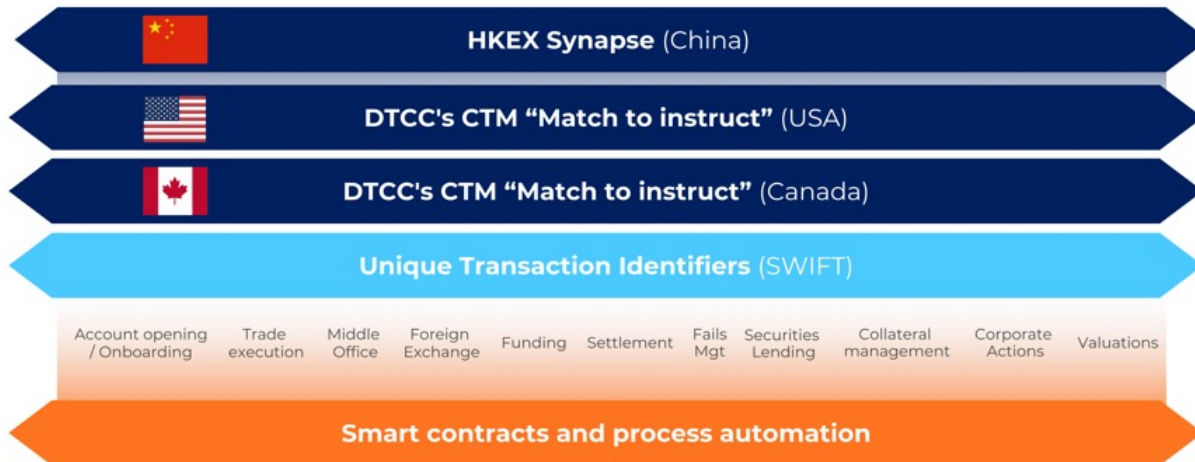 HKEX Synapse (China)
DTCC's CTM “Match to instruct” (USA)
DTCC's CTM “Match to instruct” (Canada)
Unique Transaction Identifiers (SWIFT)
Account opening
/ Onboarding
Trade
execution
Middle
Office
Foreign
Exchange
Funding
Settlement
Fails
Mgt
Securities
Lending
Collateral
management
Corporate
Actions
Valuations
Smart contracts and process automation